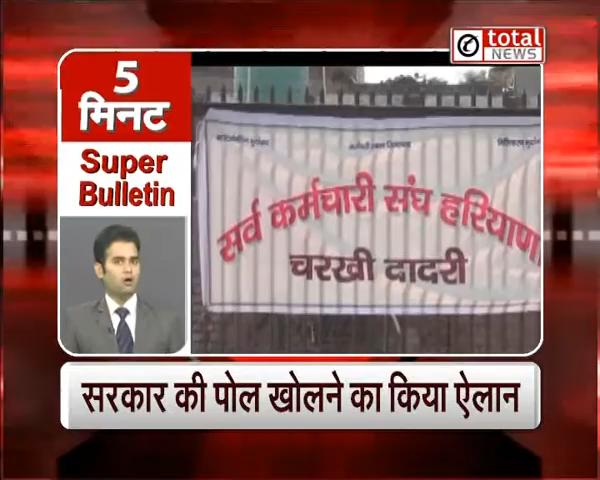 total
NEWS
5
मिनट
Super
Bulletin
सर्व कर्मचारी संघ हरियाणा
चरखी दादरी
सरकार की पोल खोलने का किया ऐलान